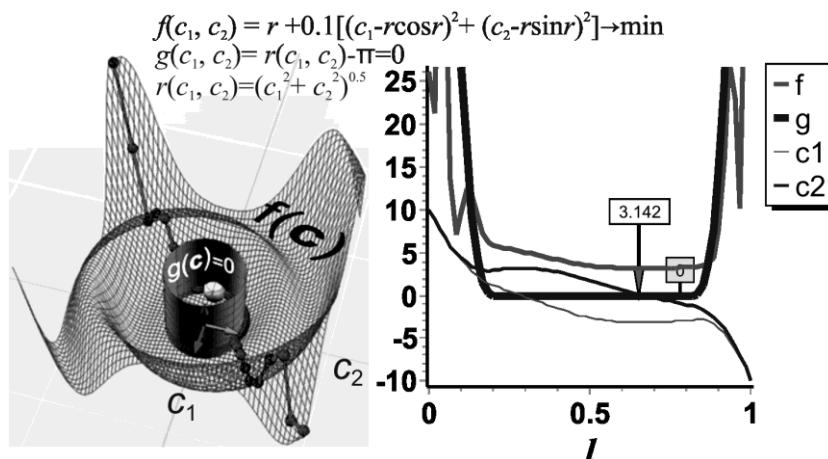 f(c₁, c₂) = r +0.1[(c₁-rcosr)²+ (c₂-rsinr)²]→min
g(c₁, c₂)= r(c₁, c₂)-π=0
r(c₁, c₂)=(c₁²+ c₂²)^0.5
f(c)
g(c)=0
c₁
c₂
25
20
15
10
5
0
-5
-10
3.142
0
0
0.5
1
l
f
g
c1
c2